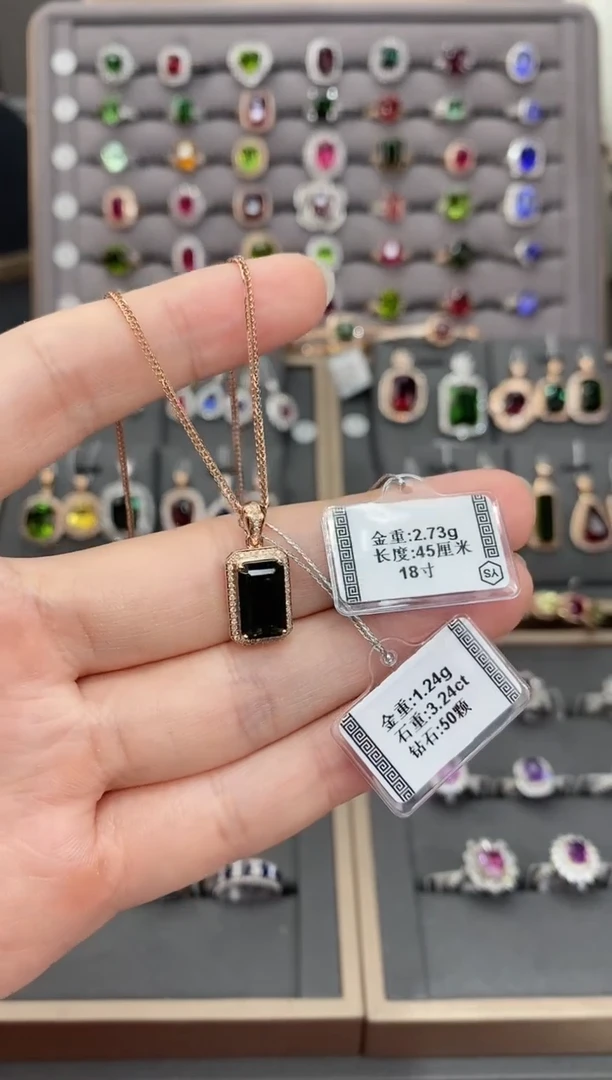 金重:2.73g
长度:45厘米
18寸
SY
金重:1.24g
石重:3.24ct
钻石:50颗